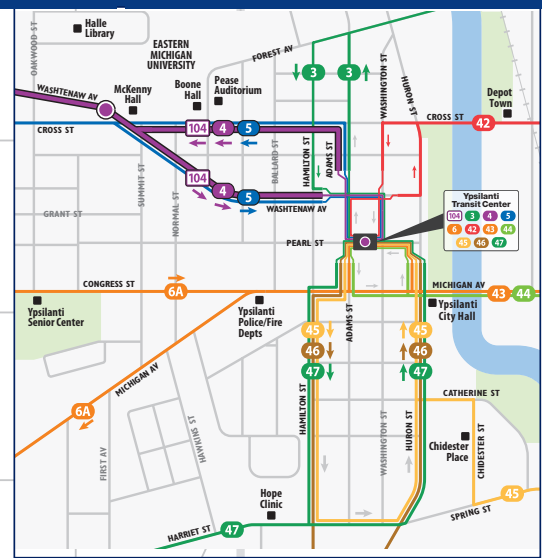 Halle
Library
OAKWOOD ST
EASTERN
MICHIGAN
UNIVERSITY
FOREST AV
3
3
WASHINGTON ST
HURON ST
WASHTENAW AV
McKenny
Hall
Boone
Hall
Pease
Auditorium
Depot
Town
CROSS ST
104
4
5
CROSS ST
42
BALLARD ST
HAMILTON ST
ADAMS ST
104
4
5
WASHTENAW AV
SUMMIT ST
NORMAL ST
GRANT ST
PEARL ST
Ypsilanti
Transit Center
104
3
4
5
6
42
43
44
45
46
47
CONGRESS ST
6A
MICHIGAN AV
43
44
Ypsilanti
Senior Center
Ypsilanti
Police/Fire
Depts
Ypsilanti
City Hall
ADAMS ST
45
46
47
45
46
47
MICHIGAN AV
6A
HAMILTON ST
WASHINGTON ST
HURON ST
CATHERINE ST
CHIDESTER ST
Chidester
Place
HAWKINS ST
FIRST AV
Hope
Clinic
45
SPRING ST
HARRIET ST
47